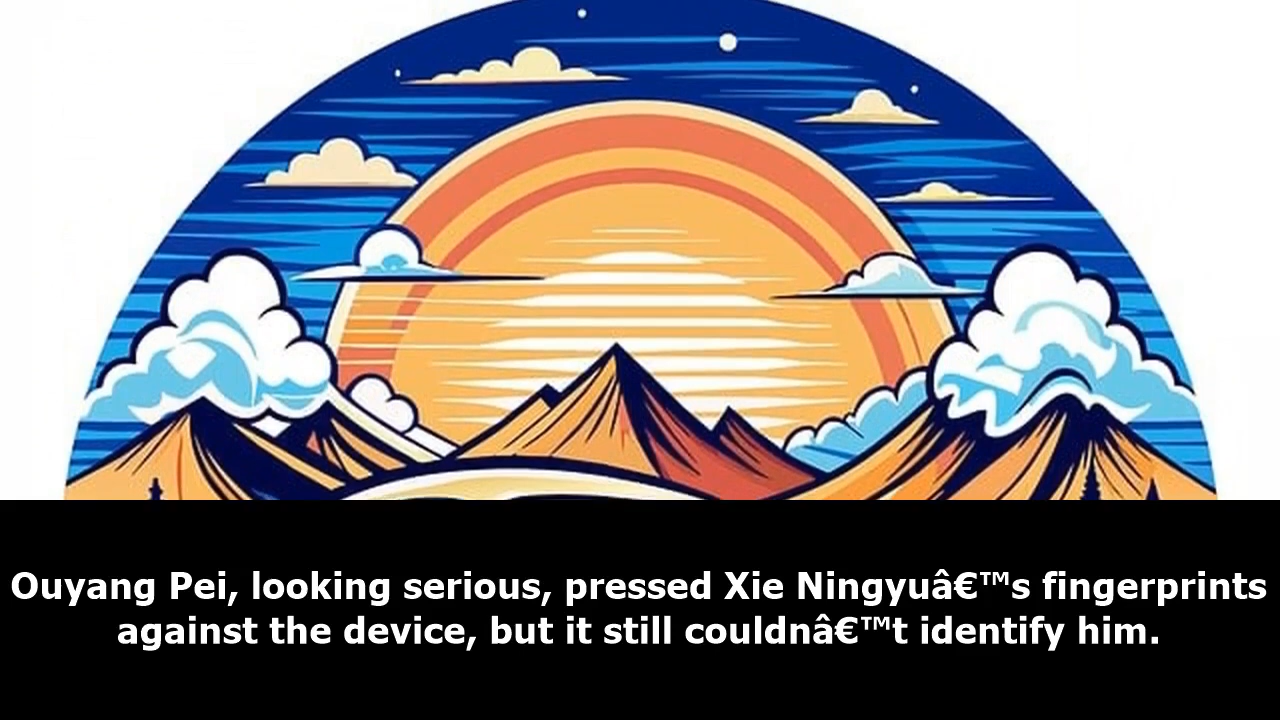 Ouyang Pei, looking serious, pressed Xie Ningyuâ€™s fingerprints
against the device, but it still couldnâ€™t identify him.